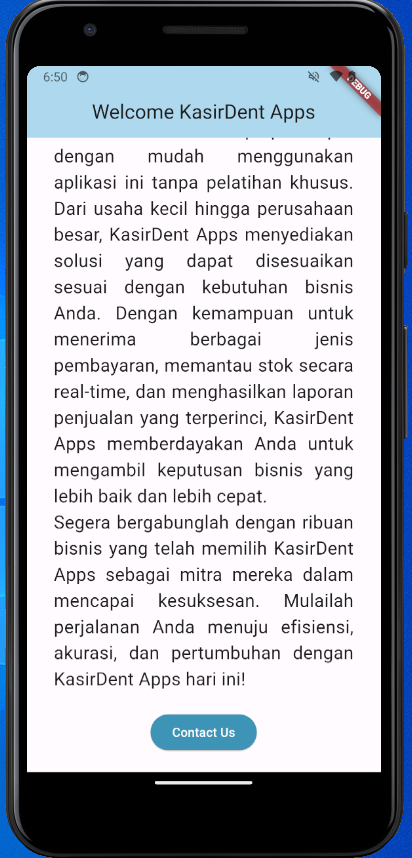 6:50
DEBUG
Welcome KasirDent Apps
dengan mudah menggunakan
aplikasi ini tanpa pelatihan khusus.
Dari usaha kecil hingga perusahaan
besar, KasirDent Apps menyediakan
solusi yang dapat disesuaikan
sesuai dengan kebutuhan bisnis
Anda. Dengan kemampuan untuk
menerima berbagai jenis
pembayaran, memantau stok secara
real-time, dan menghasilkan laporan
penjualan yang terperinci, KasirDent
Apps memberdayakan Anda untuk
mengambil keputusan bisnis yang
lebih baik dan lebih cepat.
Segera bergabunglah dengan ribuan
bisnis yang telah memilih KasirDent
Apps sebagai mitra mereka dalam
mencapai kesuksesan. Mulailah
perjalanan Anda menuju efisiensi,
akurasi, dan pertumbuhan dengan
KasirDent Apps hari ini!
Contact Us